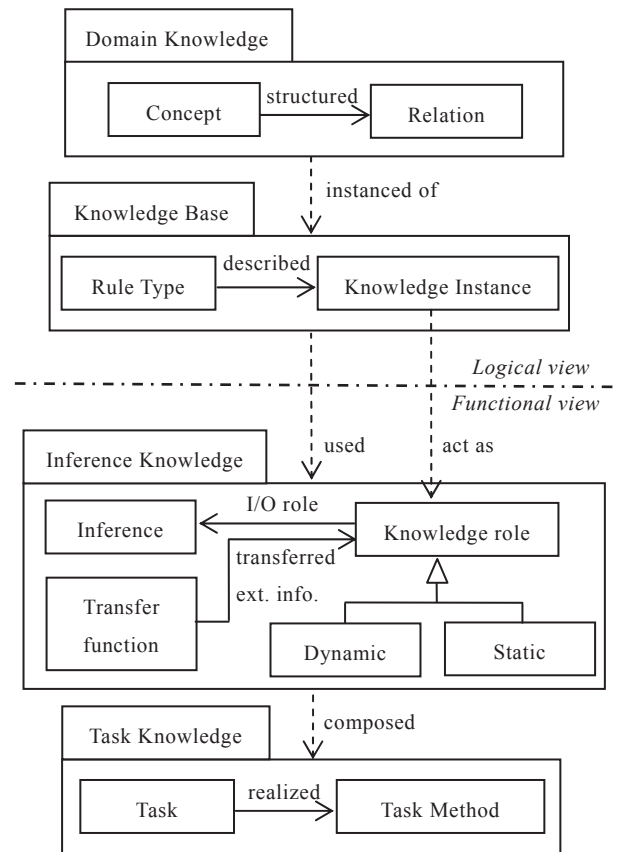 Domain Knowledge
structured
Concept
Relation
instanced of
Knowledge Base
described
Rule Type
Knowledge Instance
Logical view
Functional view
used
act as
Inference Knowledge
I/O role
Inference
Knowledge role
transferred
ext. info.
Transfer
function
Dynamic
Static
composed
Task Knowledge
realized
Task
Task Method